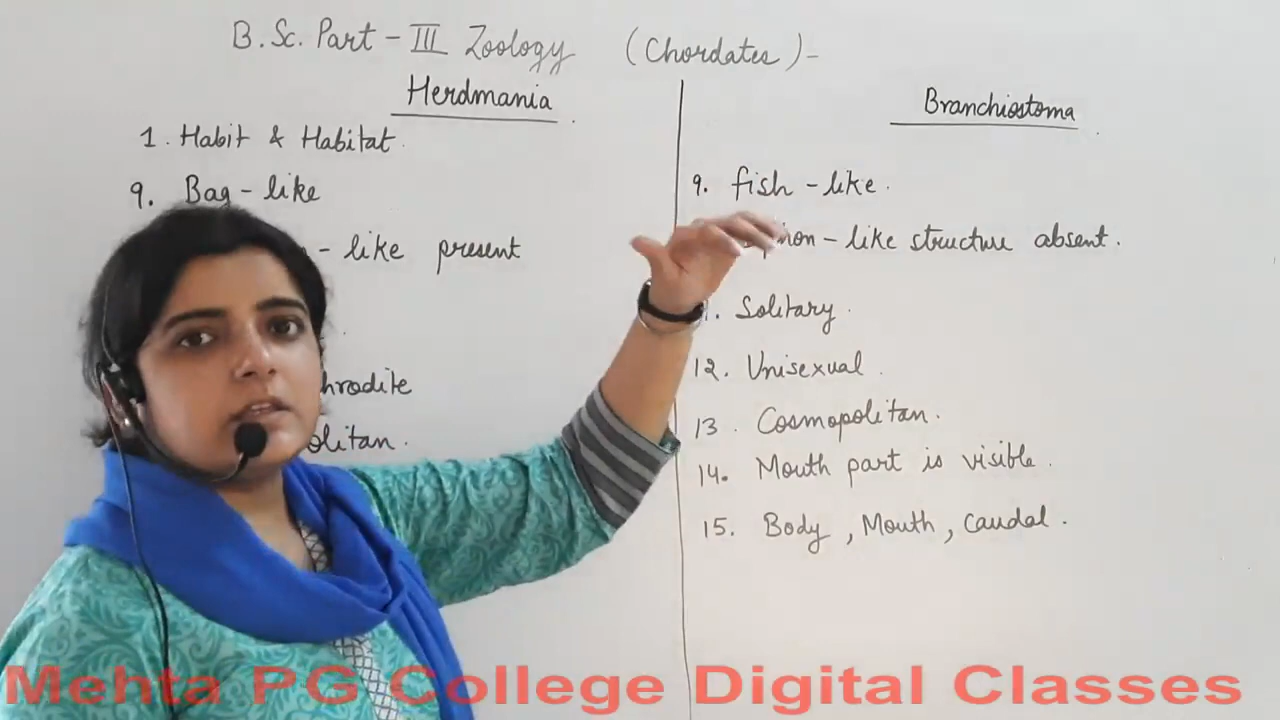 B.Sc. Part - III Zoology (Chordates) -
Herdmania
1. Habit & Habitat.
9. Bag - like
- like present
12. Unisexual.
Branchiostoma
9. fish - like.
- like structure absent.
Solitary.
13. Cosmopolitan.
14. Mouth part is visible.
15. Body, Mouth, Caudal.
Mehta PG College Digital Classes